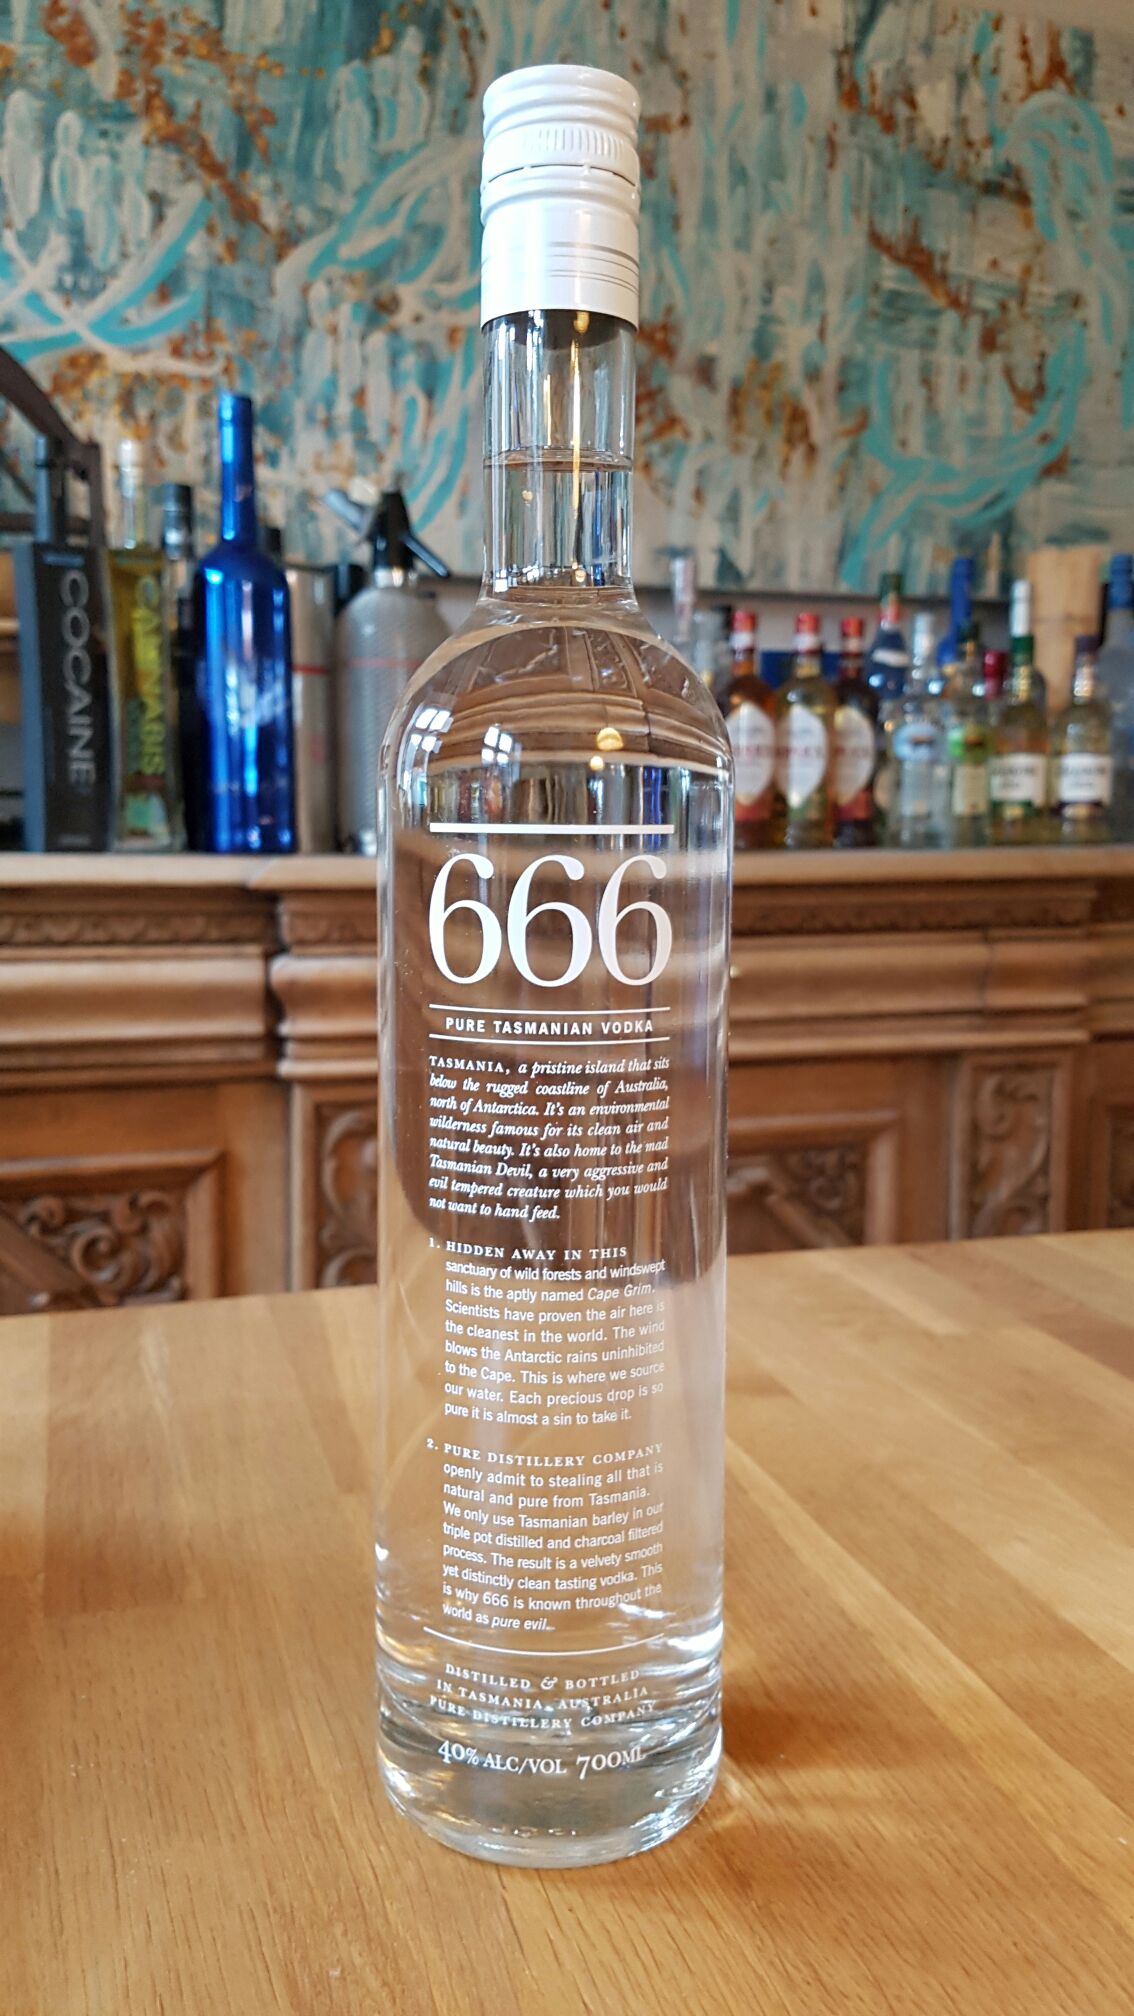 COCAINE
CANNABIS
666
PURE TASMANIAN VODKA
TASMANIA, a pristine island that sits
below the rugged coastline of Australia,
north of Antarctica. It's an environmental
wilderness famous for its clean air and
natural beauty. It's also home to the mad
Tasmanian Devil, a very aggressive and
evil tempered creature which you would
not want to hand feed.
1. HIDDEN AWAY IN THIS
sanctuary of wild forests and windswept
hills is the aptly named Cape Grim.
Scientists have proven the air here is
the cleanest in the world. The wind
blows the Antarctic rains uninhibited
to the Cape. This is where we source
our water. Each precious drop is so
pure it is almost a sin to take it.
2. PURE DISTILLERY COMPANY
openly admit to stealing all that is
natural and pure from Tasmania.
We only use Tasmanian barley in our
triple pot distilled and charcoal filtered
process. The result is a velvety smooth
yet distinctly clean tasting vodka. This
is why 666 is known throughout the
world as pure evil.
DISTILLED & BOTTLED
IN TASMANIA, AUSTRALIA
PURE DISTILLERY COMPANY
40% ALC/VOL 700ML